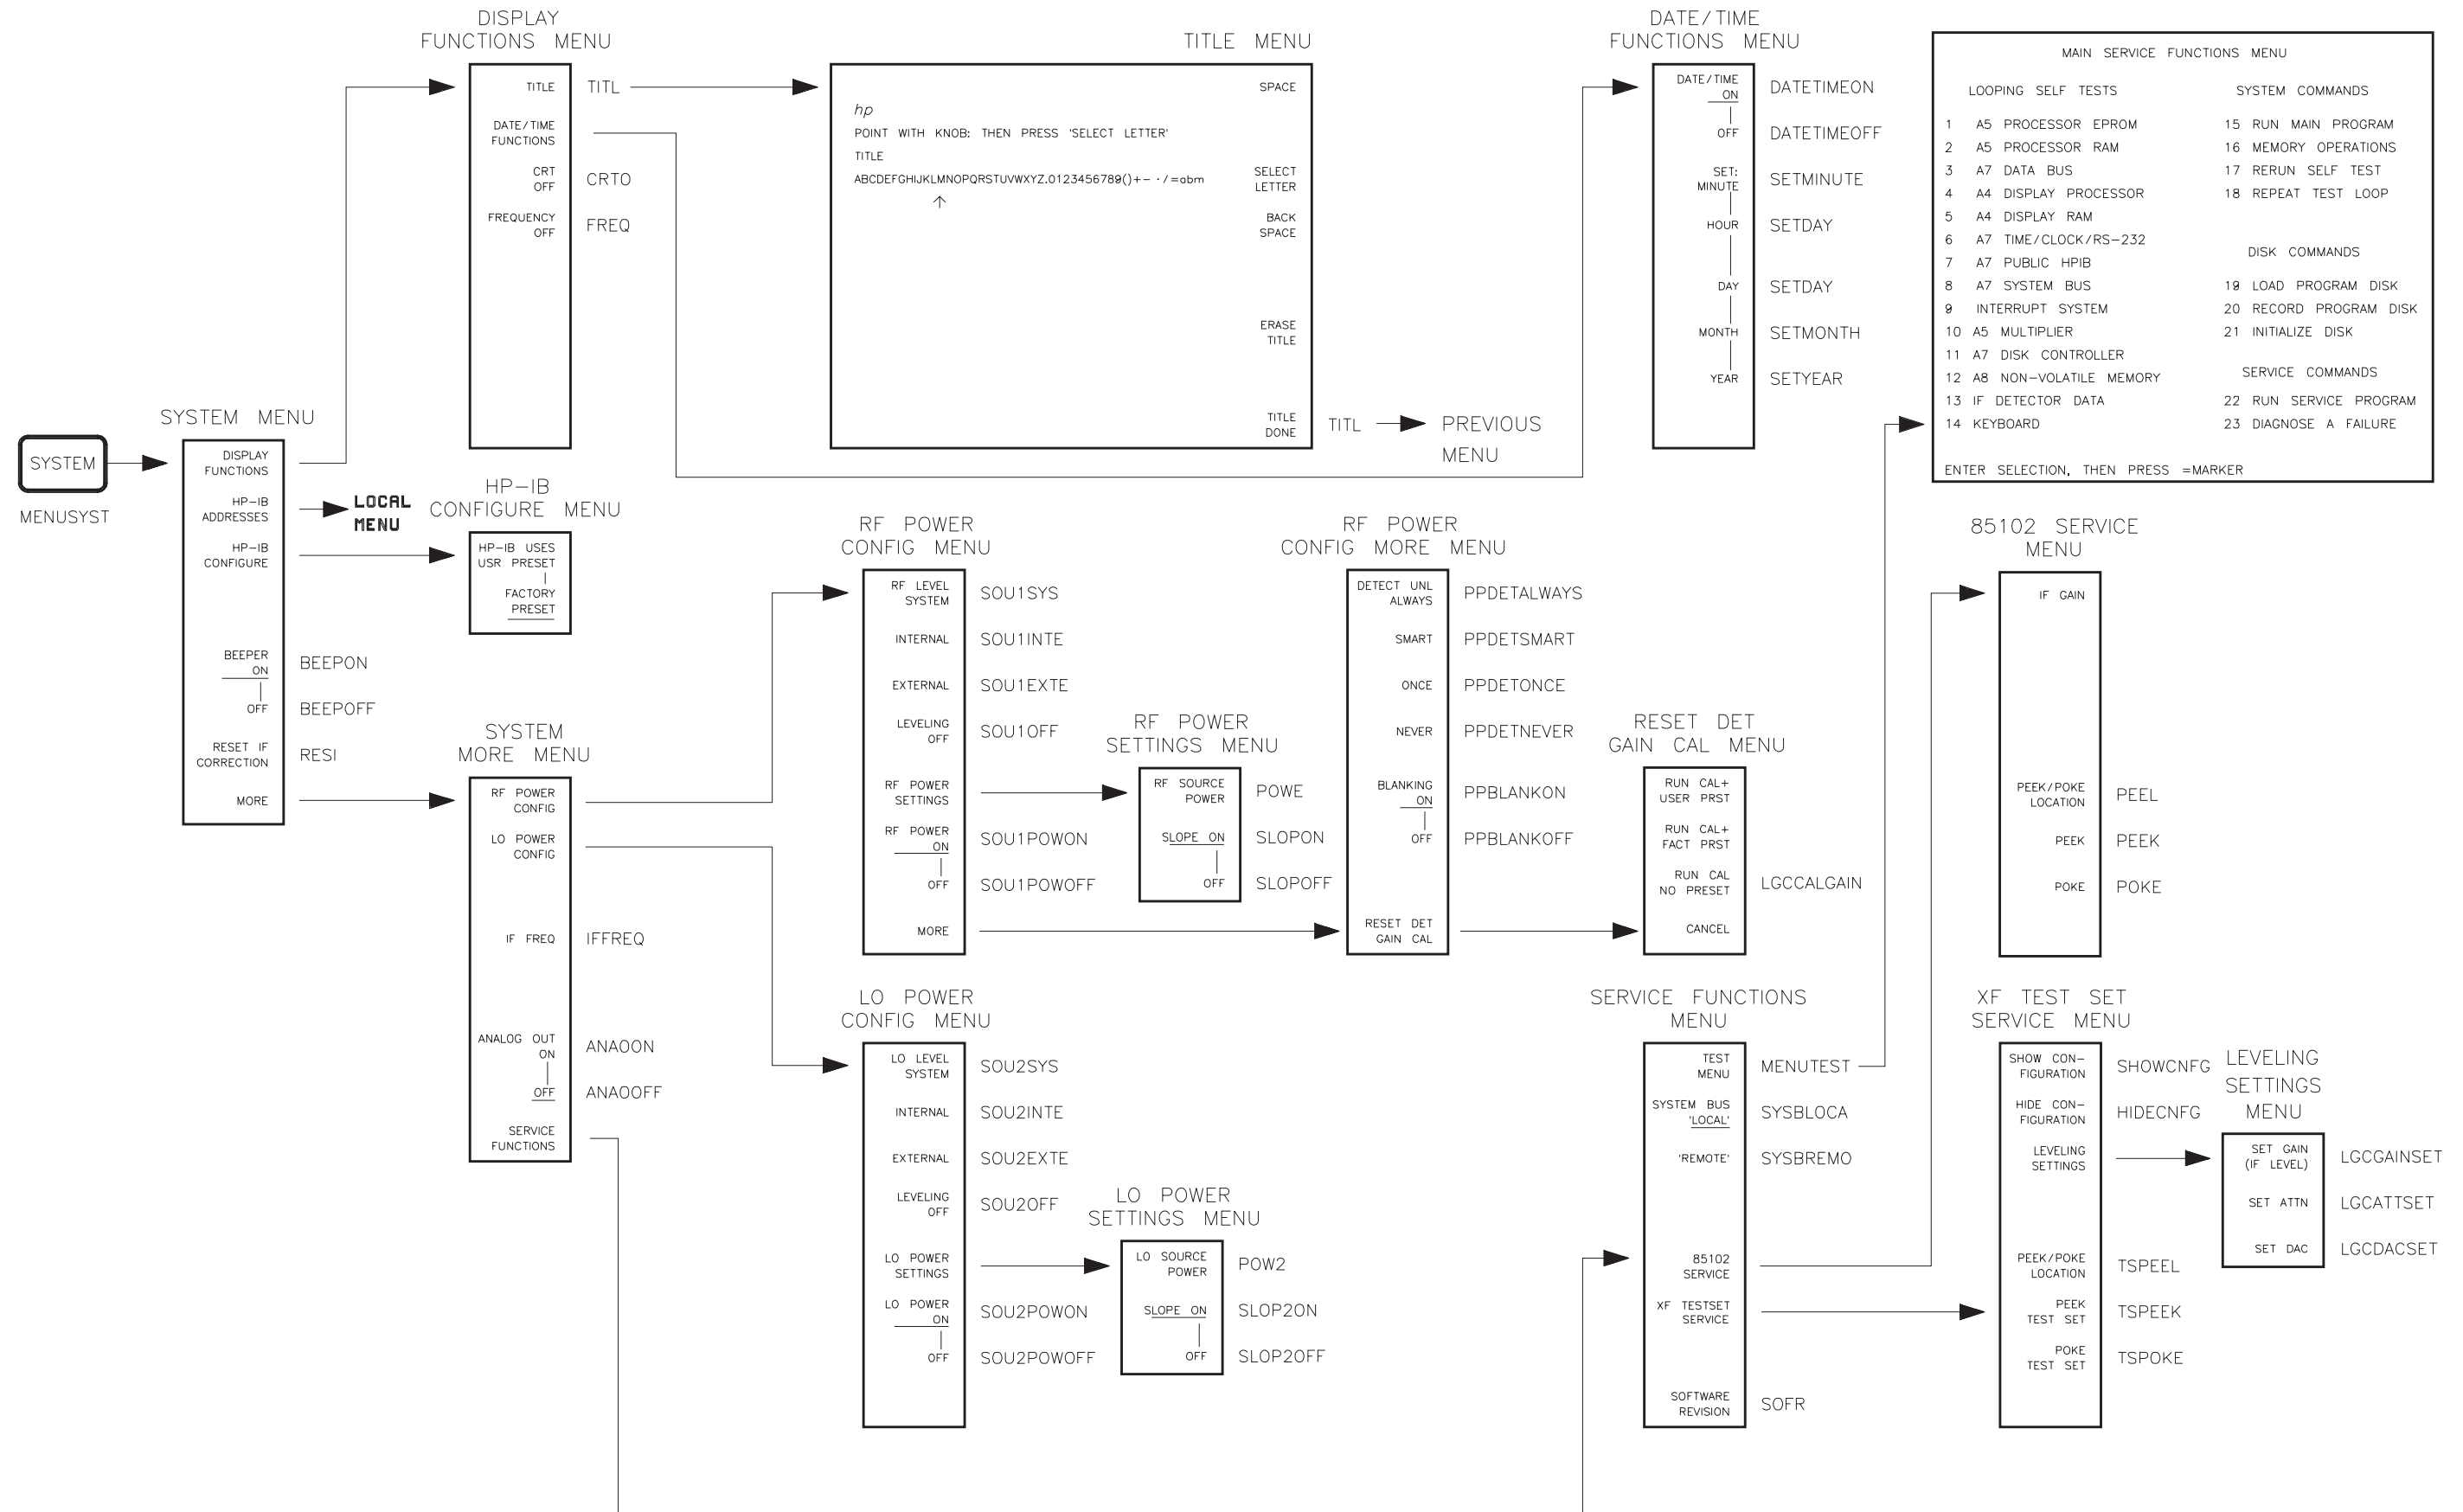 SYSTEM
MENUSYST
SYSTEM MENU
DISPLAY
FUNCTIONS
HP-IB
ADDRESSES
LOCAL
MENU
HP-IB
CONFIGURE
BEEPER
ON
BEEPON
OFF
BEEPOFF
RESET IF
CORRECTION
RESI
MORE
DISPLAY
FUNCTIONS MENU
TITLE
TITL
DATE/TIME
FUNCTIONS
CRT
OFF
CRTO
FREQUENCY
OFF
FREQ
HP-IB
CONFIGURE MENU
HP-IB USES
USR PRESET
FACTORY
PRESET
SYSTEM
MORE MENU
RF POWER
CONFIG
LO POWER
CONFIG
IF FREQ
IFFREQ
ANALOG OUT
ON
ANAOON
OFF
ANAOOFF
SERVICE
FUNCTIONS
TITLE MENU
SPACE
hp
POINT WITH KNOB: THEN PRESS 'SELECT LETTER'
TITLE
ABCDEFGHIJKLMNOPQRSTUVWXYZ.0123456789()+- ·/=abm
↑
SELECT
LETTER
BACK
SPACE
ERASE
TITLE
TITLE
DONE
TITL
PREVIOUS
MENU
DATE/TIME
FUNCTIONS MENU
DATE/TIME
ON
DATETIMEON
OFF
DATETIMEOFF
SET:
MINUTE
SETMINUTE
HOUR
SETDAY
DAY
SETDAY
MONTH
SETMONTH
YEAR
SETYEAR
MAIN SERVICE FUNCTIONS MENU
LOOPING SELF TESTS
1 A5 PROCESSOR EPROM
2 A5 PROCESSOR RAM
3 A7 DATA BUS
4 A4 DISPLAY PROCESSOR
5 A4 DISPLAY RAM
6 A7 TIME/CLOCK/RS-232
7 A7 PUBLIC HPIB
8 A7 SYSTEM BUS
9 INTERRUPT SYSTEM
10 A5 MULTIPLIER
11 A7 DISK CONTROLLER
12 A8 NON-VOLATILE MEMORY
13 IF DETECTOR DATA
14 KEYBOARD
SYSTEM COMMANDS
15 RUN MAIN PROGRAM
16 MEMORY OPERATIONS
17 RERUN SELF TEST
18 REPEAT TEST LOOP
DISK COMMANDS
19 LOAD PROGRAM DISK
20 RECORD PROGRAM DISK
21 INITIALIZE DISK
SERVICE COMMANDS
22 RUN SERVICE PROGRAM
23 DIAGNOSE A FAILURE
ENTER SELECTION, THEN PRESS =MARKER
RF POWER
CONFIG MENU
RF LEVEL
SYSTEM
SOU1SYS
INTERNAL
SOU1INTE
EXTERNAL
SOU1EXTE
LEVELING
OFF
SOU1OFF
RF POWER
SETTINGS
RF POWER
ON
SOU1POWON
OFF
SOU1POWOFF
MORE
RF POWER
SETTINGS MENU
RF SOURCE
POWER
POWE
SLOPE ON
SLOPON
OFF
SLOPOFF
RF POWER
CONFIG MORE MENU
DETECT UNL
ALWAYS
PPDETALWAYS
SMART
PPDETSMART
ONCE
PPDETONCE
NEVER
PPDETNEVER
BLANKING
ON
PPBLANKON
OFF
PPBLANKOFF
RESET DET
GAIN CAL
RESET DET
GAIN CAL MENU
RUN CAL+
USER PRST
RUN CAL+
FACT PRST
RUN CAL
NO PRESET
LGCCALGAIN
CANCEL
85102 SERVICE
MENU
IF GAIN
PEEK/POKE
LOCATION
PEEL
PEEK
PEEK
POKE
POKE
LO POWER
CONFIG MENU
LO LEVEL
SYSTEM
SOU2SYS
INTERNAL
SOU2INTE
EXTERNAL
SOU2EXTE
LEVELING
OFF
SOU2OFF
LO POWER
SETTINGS
LO POWER
ON
SOU2POWON
OFF
SOU2POWOFF
LO POWER
SETTINGS MENU
LO SOURCE
POWER
POW2
SLOPE ON
SLOP2ON
OFF
SLOP2OFF
SERVICE FUNCTIONS
MENU
TEST
MENU
MENUTEST
SYSTEM BUS
'LOCAL'
SYSBLOCA
'REMOTE'
SYSBREMO
85102
SERVICE
XF TESTSET
SERVICE
SOFTWARE
REVISION
SOFR
XF TEST SET
SERVICE MENU
SHOW CON-
FIGURATION
SHOWCNFG
HIDE CON-
FIGURATION
HIDECNFG
LEVELING
SETTINGS
PEEK/POKE
LOCATION
TSPEEL
PEEK
TEST SET
TSPEEK
POKE
TEST SET
TSPOKE
LEVELING
SETTINGS
MENU
SET GAIN
(IF LEVEL)
LGCGAINSET
SET ATTN
LGCATTSET
SET DAC
LGCDACSET